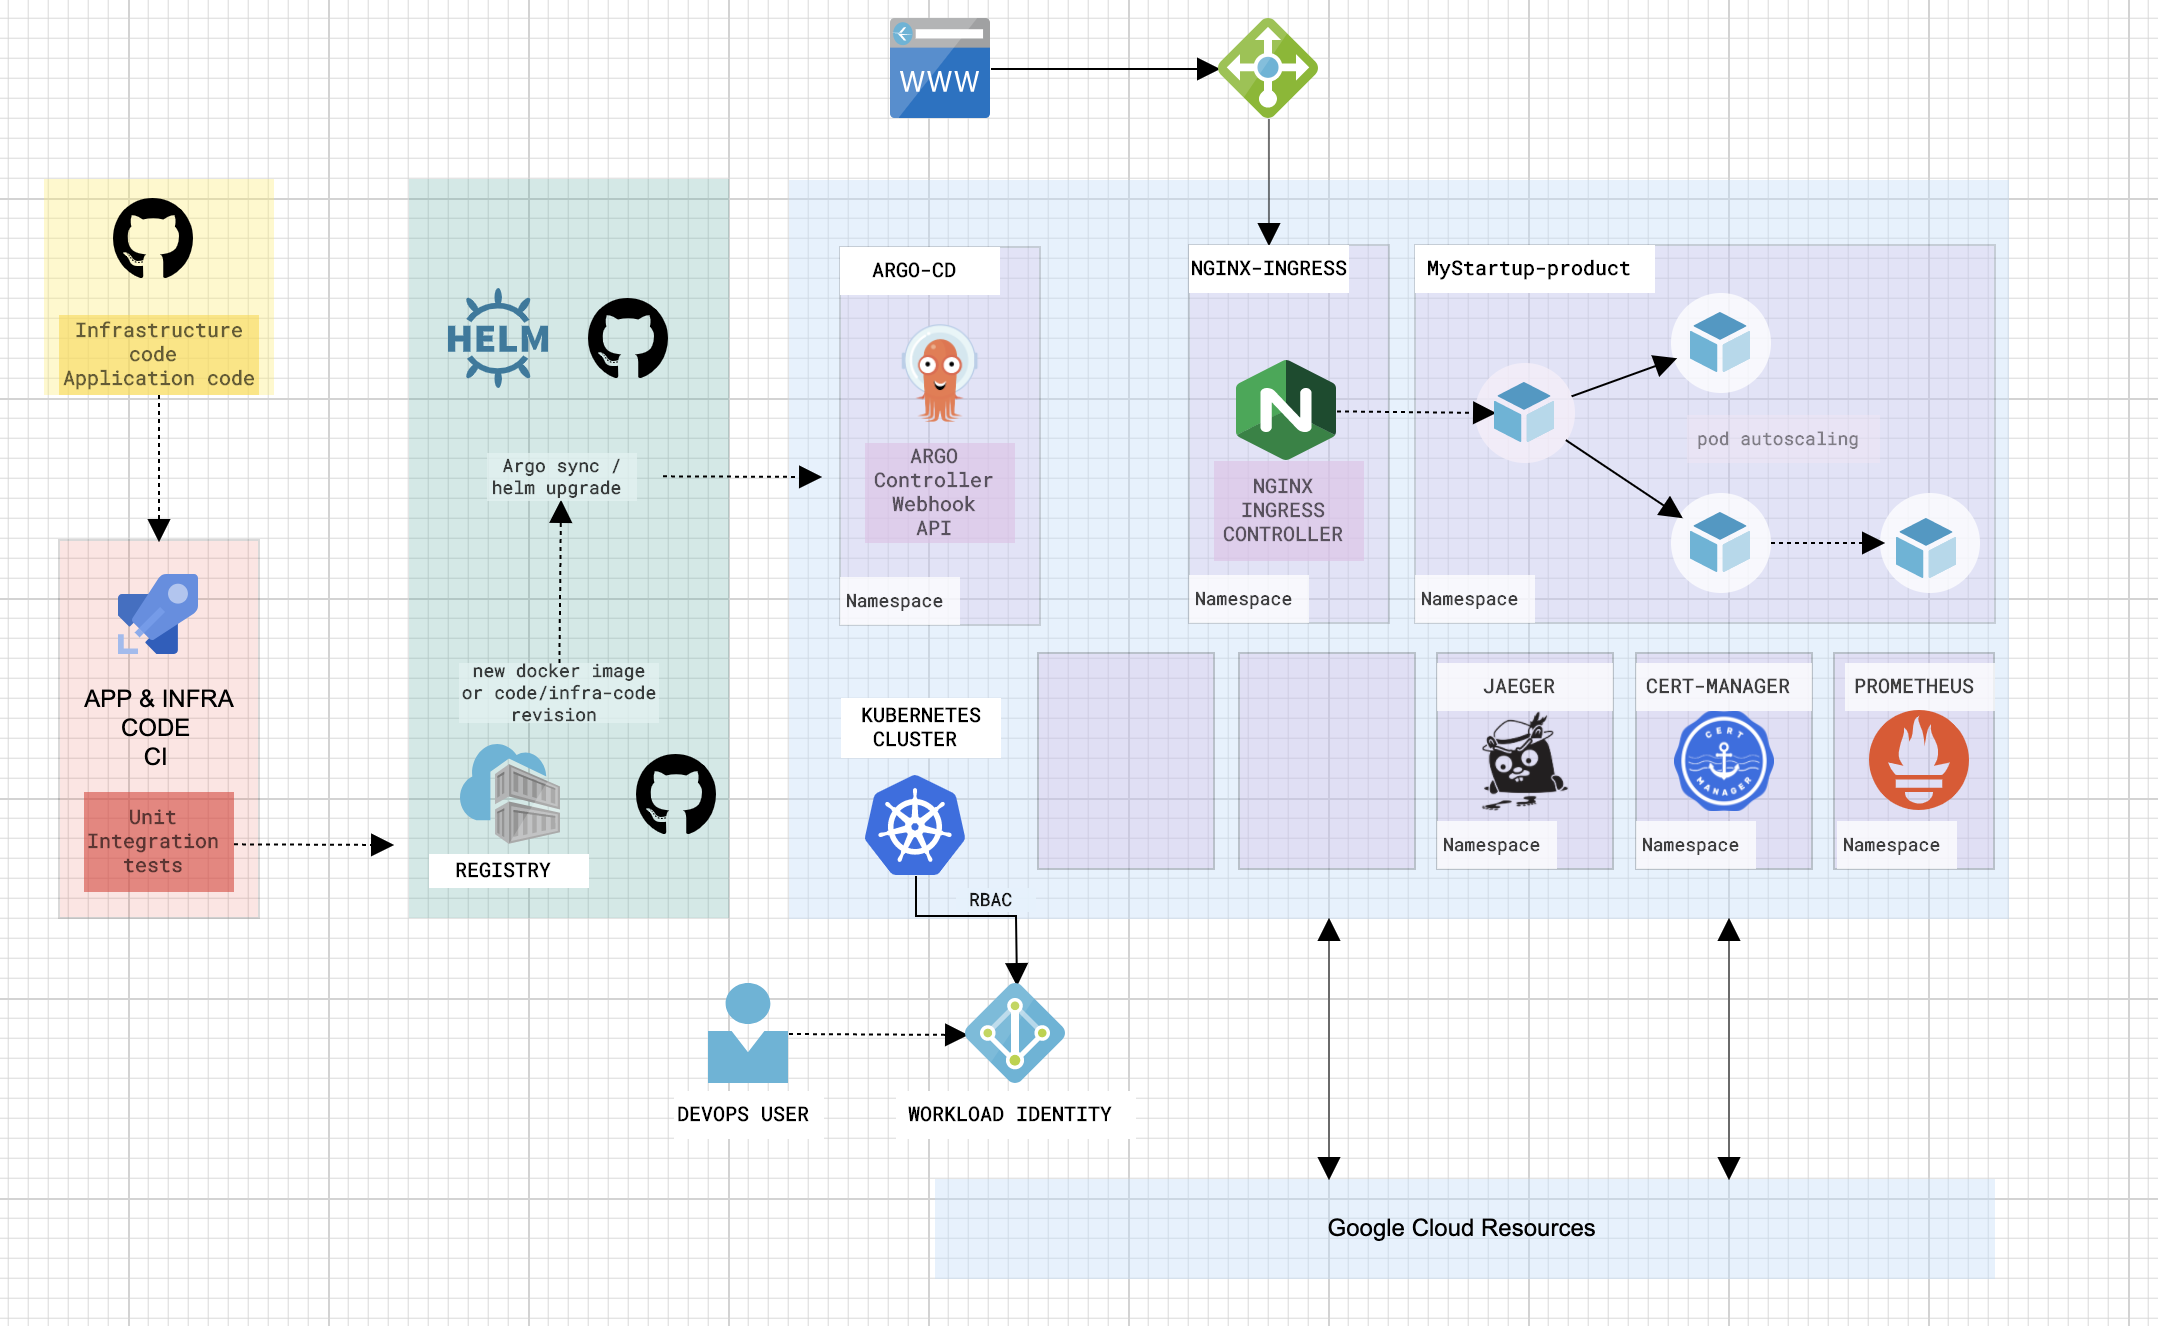 WWW
Infrastructure
code
Application code
HELM
ARGO-CD
NGINX-INGRESS
MyStartup-product
N
pod autoscaling
Argo sync /
helm upgrade
ARGO
Controller
Webhook
API
NGINX
INGRESS
CONTROLLER
Namespace
Namespace
Namespace
APP & INFRA
CODE
CI
Unit
Integration
tests
new docker image
or code/infra-code
revision
REGISTRY
KUBERNETES
CLUSTER
JAEGER
CERT-MANAGER
CERT
MANAGER
PROMETHEUS
Namespace
Namespace
Namespace
RBAC
DEVOPS USER
WORKLOAD IDENTITY
Google Cloud Resources